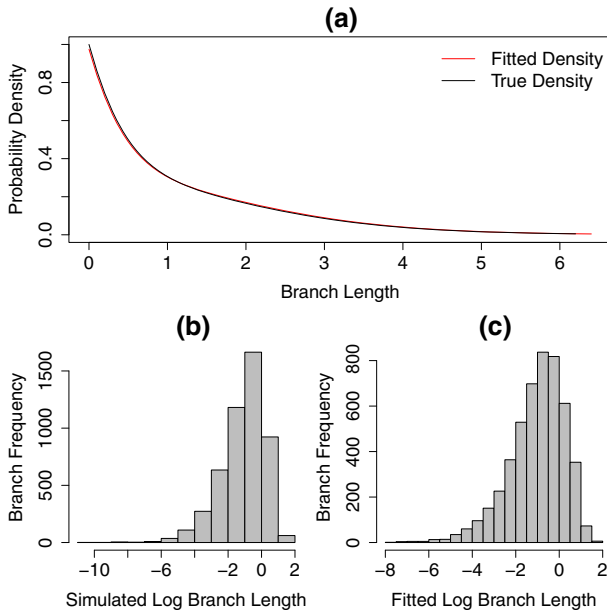 (a)
Probability Density
0.0 0.4 0.8
Fitted Density
True Density
0 1 2 3 4 5 6
Branch Length
(b)
Branch Frequency
0 500 1000 1500
−10 −6 −2 0 2
Simulated Log Branch Length
(c)
Branch Frequency
0 200 400 600 800
−8 −6 −4 −2 0 2
Fitted Log Branch Length